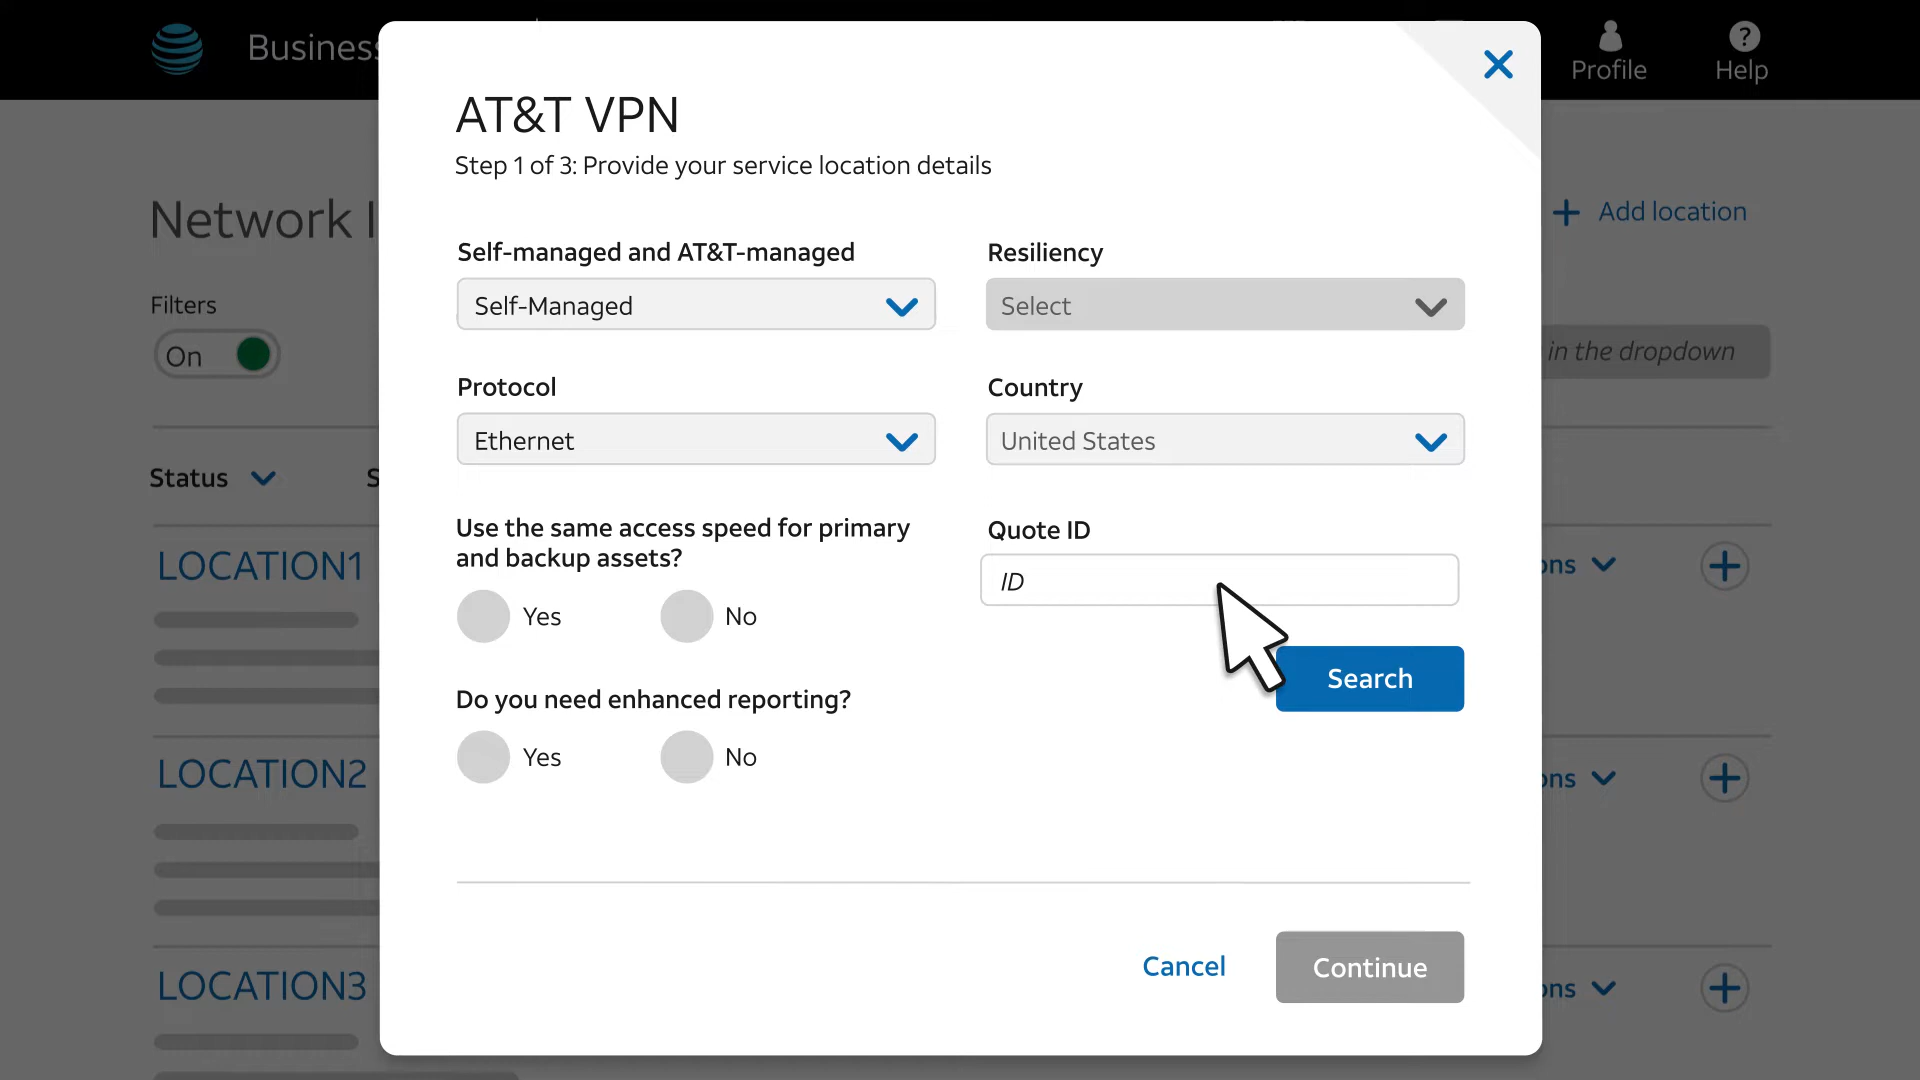 Business
Profile
Help
AT&T VPN
Step 1 of 3: Provide your service location details
Network
Add location
Self-managed and AT&T-managed
Self-Managed
Resiliency
Select
Filters
On
in the dropdown
Protocol
Ethernet
Country
United States
Status
Use the same access speed for primary
and backup assets?
Yes
No
Quote ID
ID
Search
LOCATION1
Do you need enhanced reporting?
Yes
No
LOCATION2
Cancel
Continue
LOCATION3